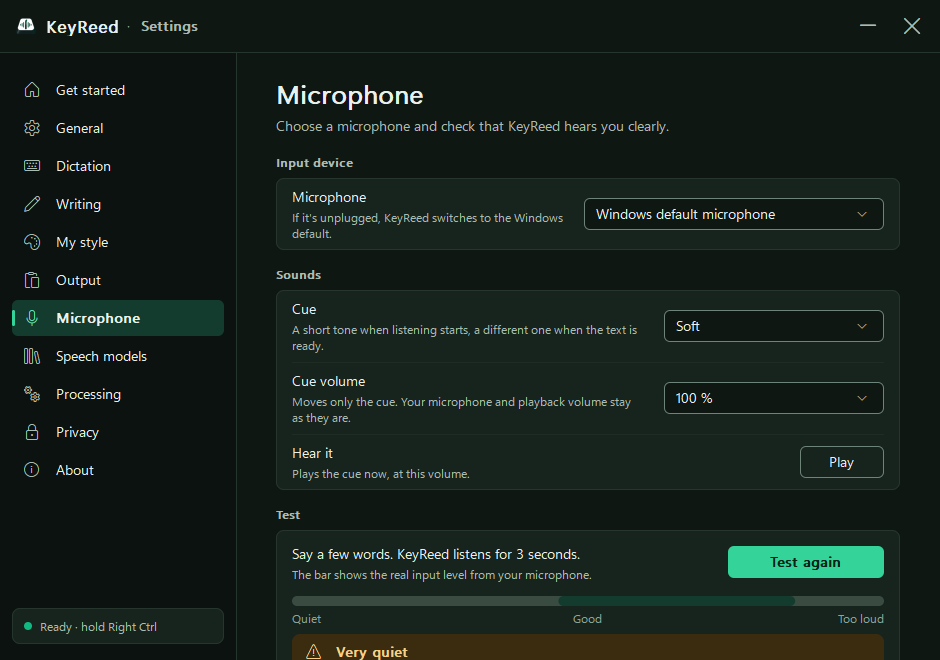 KeyReed · Settings
Get started
General
Dictation
Writing
My style
Output
Microphone
Speech models
Processing
Privacy
About
Ready · hold Right Ctrl
Microphone
Choose a microphone and check that KeyReed hears you clearly.
Input device
Microphone
If it's unplugged, KeyReed switches to the Windows
default.
Windows default microphone
Sounds
Cue
A short tone when listening starts, a different one when the text is
ready.
Soft
Cue volume
Moves only the cue. Your microphone and playback volume stay
as they are.
100 %
Hear it
Plays the cue now, at this volume.
Play
Test
Say a few words. KeyReed listens for 3 seconds.
The bar shows the real input level from your microphone.
Test again
Quiet Good Too loud
Very quiet